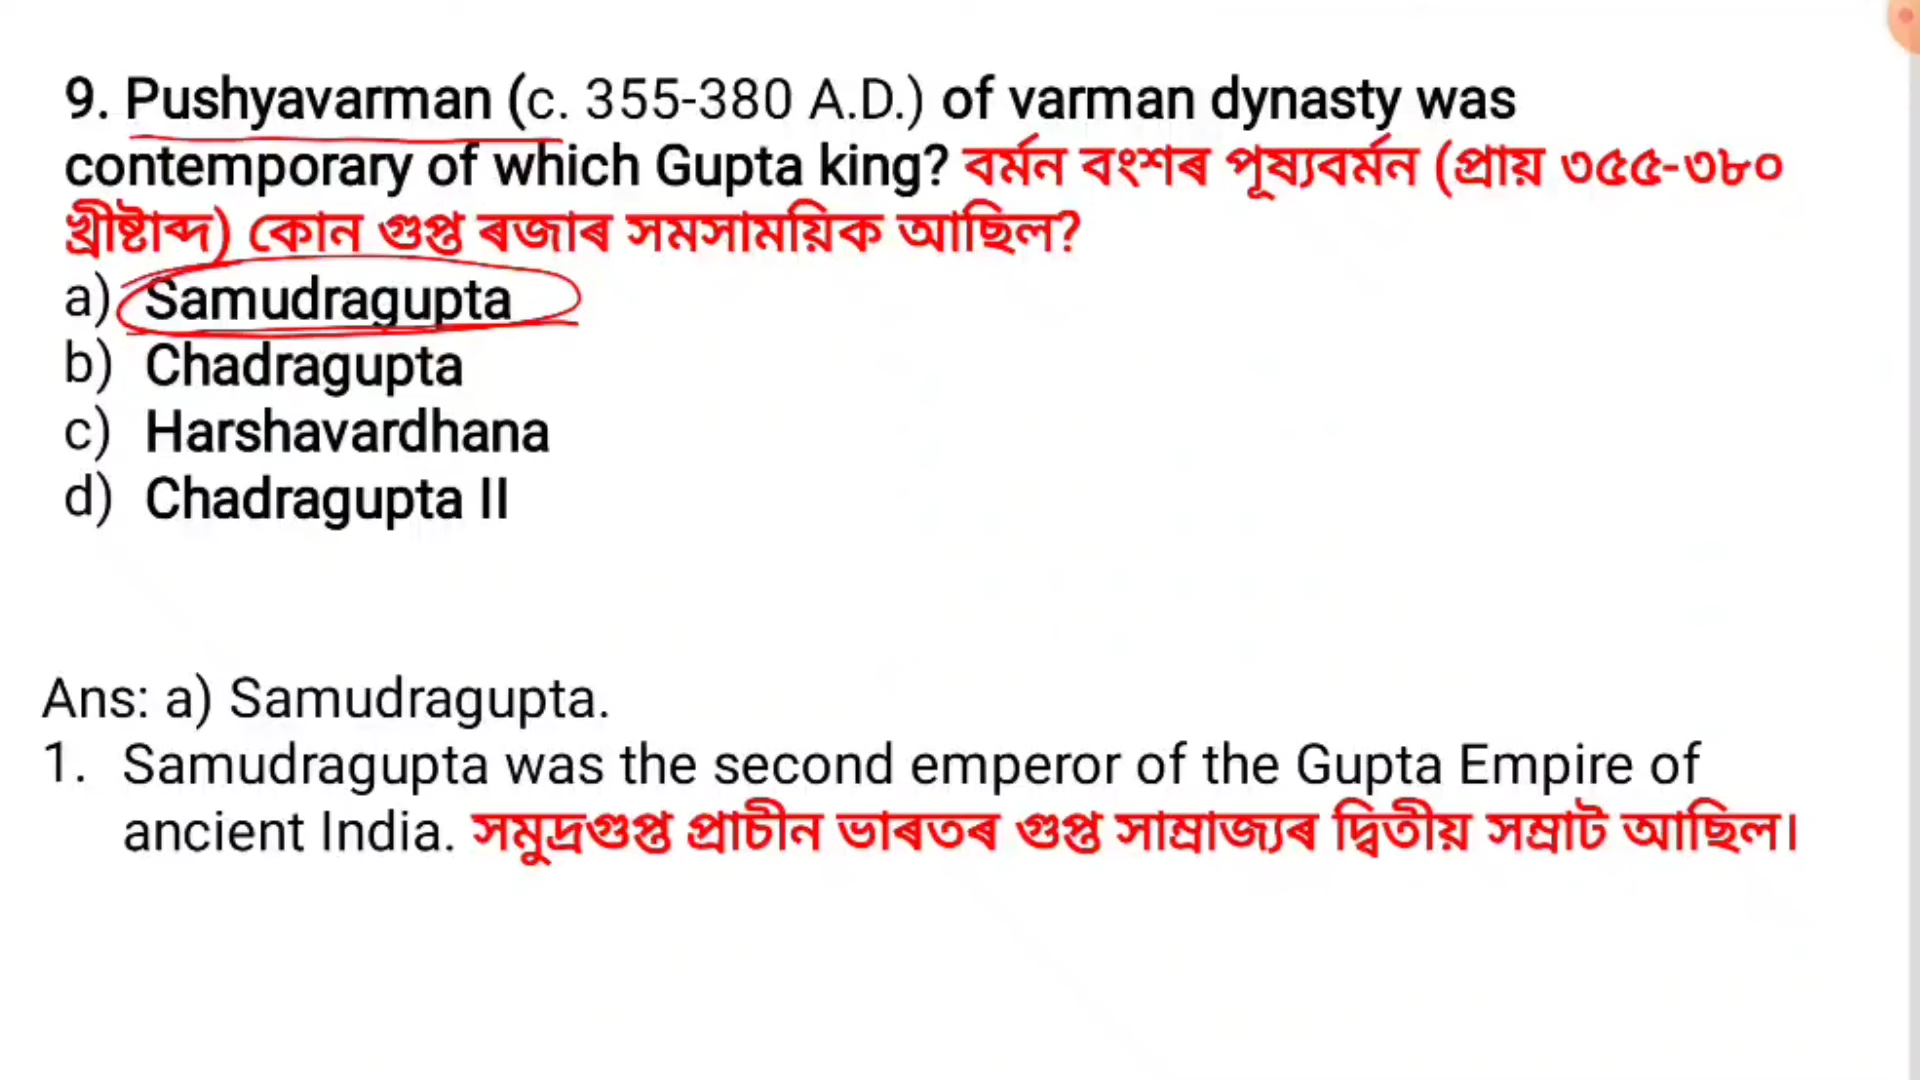 9. Pushyavarman (c. 355-380 A.D.) of varman dynasty was
contemporary of which Gupta king? বৰ্মন বংশৰ পূষ্যবৰ্মন (প্ৰায় ৩৫৫-৩৮০
খ্ৰীষ্টাব্দ) কোন গুপ্ত ৰজাৰ সমসাময়িক আছিল?
a) Samudragupta
b) Chadragupta
c) Harshavardhana
d) Chadragupta II
Ans: a) Samudragupta.
1. Samudragupta was the second emperor of the Gupta Empire of
ancient India. সমুদ্ৰগুপ্ত প্ৰাচীন ভাৰতৰ গুপ্ত সাম্ৰাজ্যৰ দ্বিতীয় সম্ৰাট আছিল।